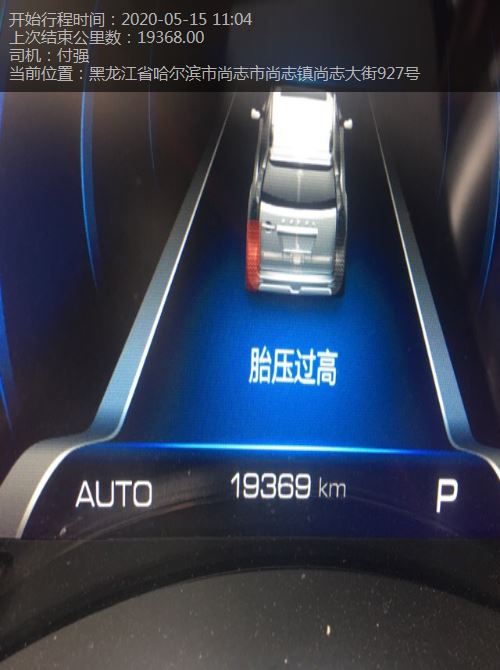 开始行程时间：2020-05-15 11:04
上次结束公里数：19368.00
司机：付强
当前位置：黑龙江省哈尔滨市尚志市尚志镇尚志大街927号
胎压过高
AUTO 19369 km P